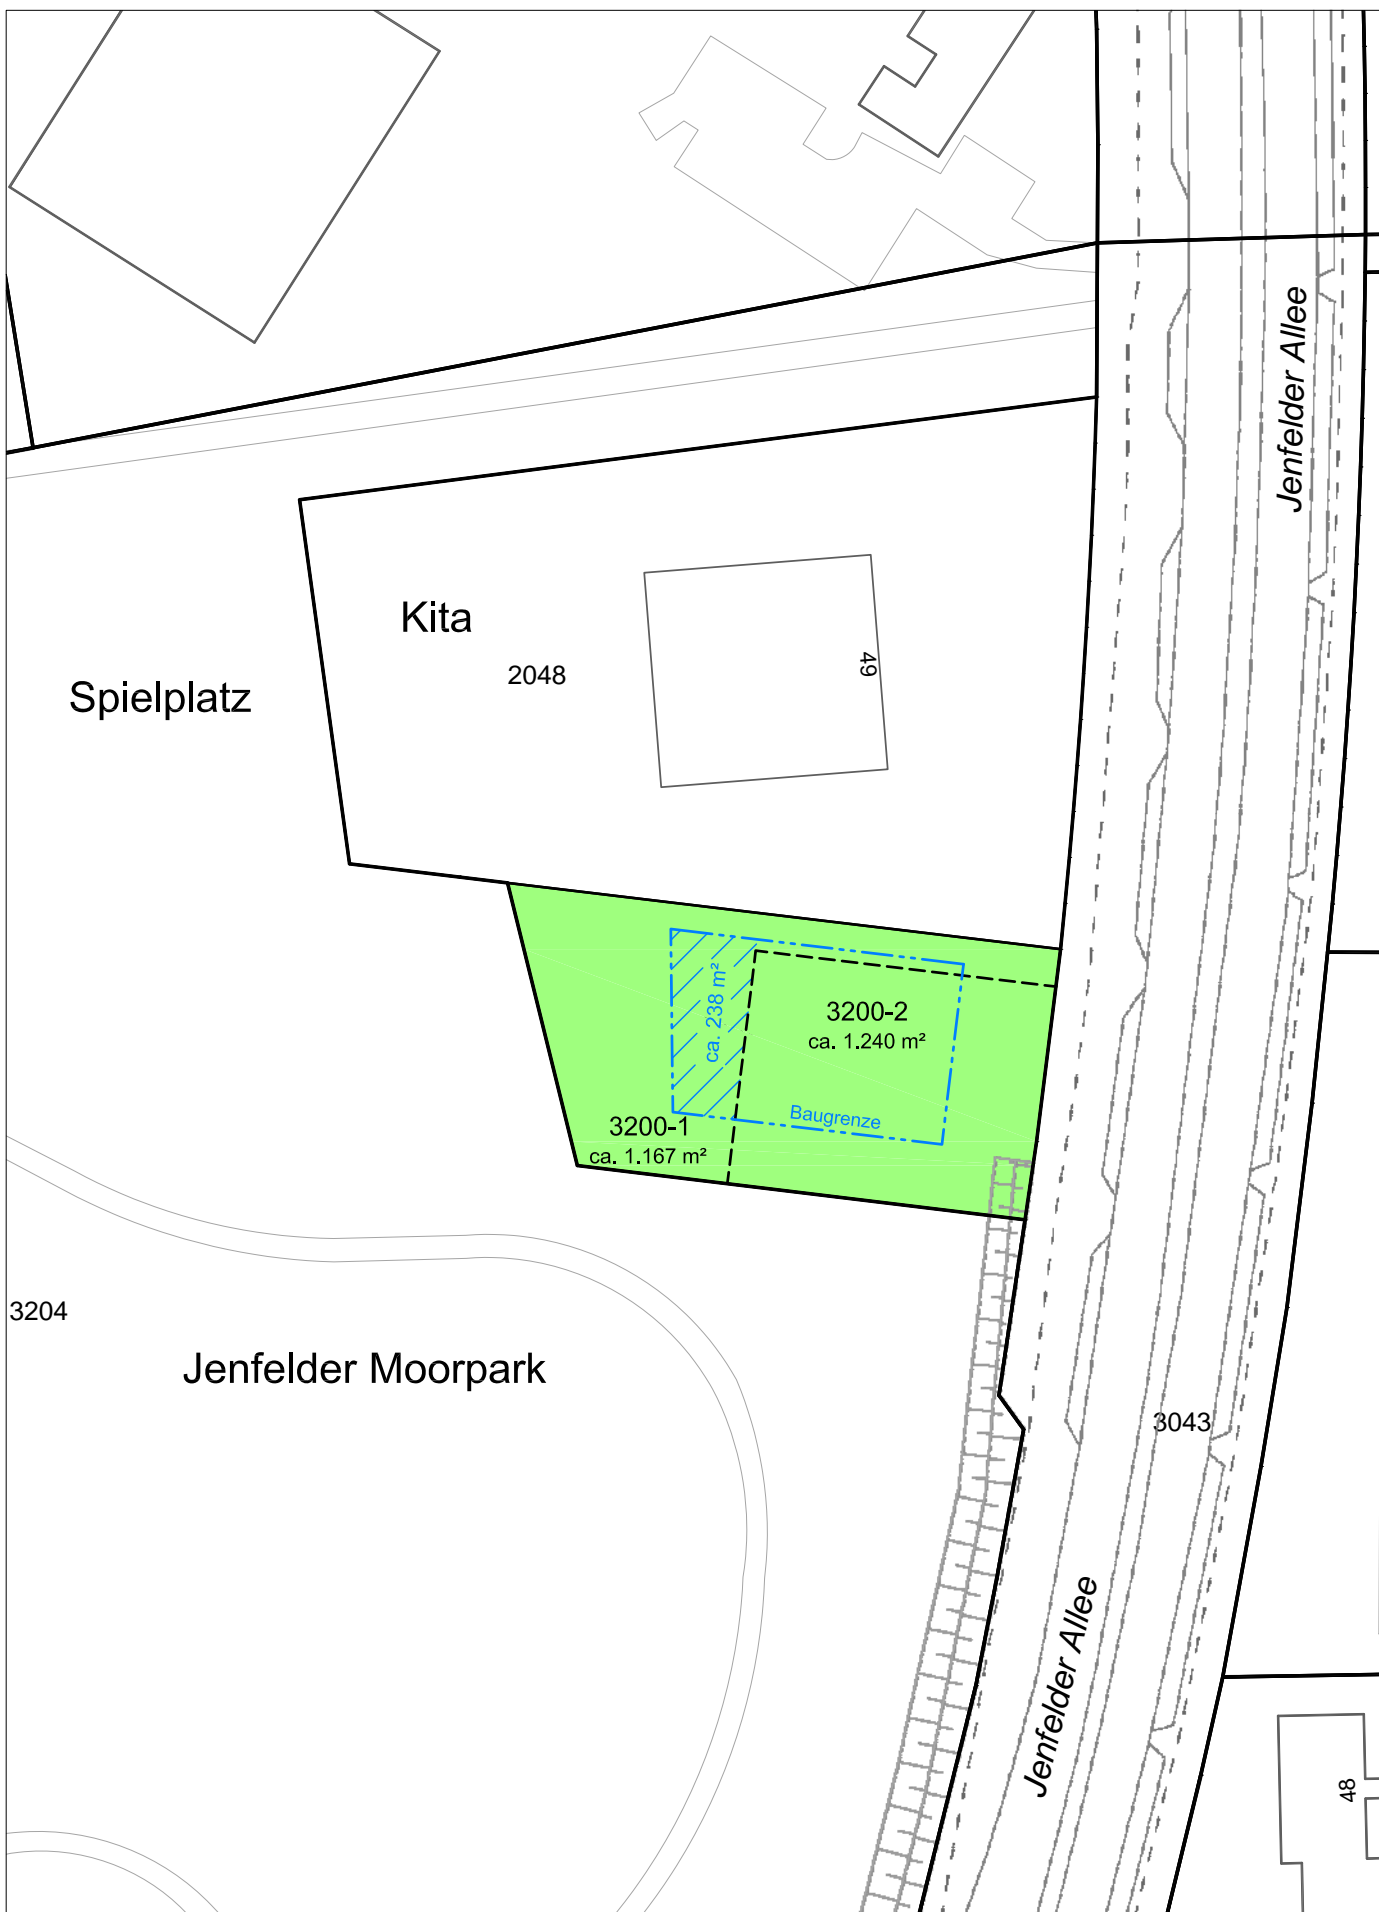 Jenfelder Allee
Kita
2048
49
Spielplatz
ca. 238 m²
3200-2
ca. 1.240 m²
Baugrenze
3200-1
ca. 1.167 m²
3204
Jenfelder Moorpark
3043
Jenfelder Allee
48